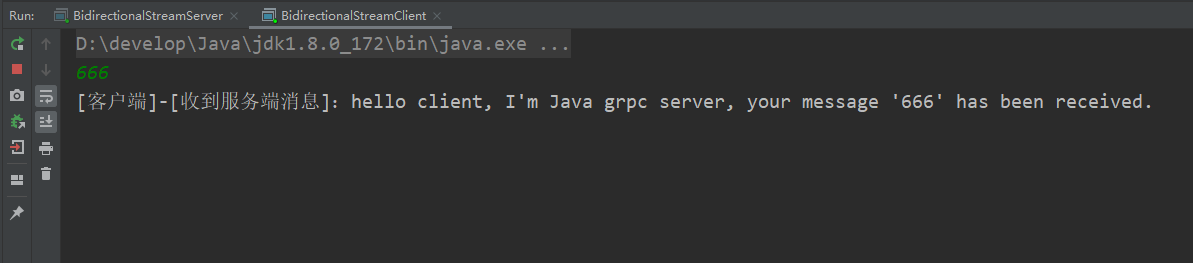 Run: BidirectionalStreamServer × BidirectionalStreamClient ×
D:\develop\Java\jdk1.8.0_172\bin\java.exe ...
666
[客户端]-[收到服务端消息]：hello client, I'm Java grpc server, your message '666' has been received.